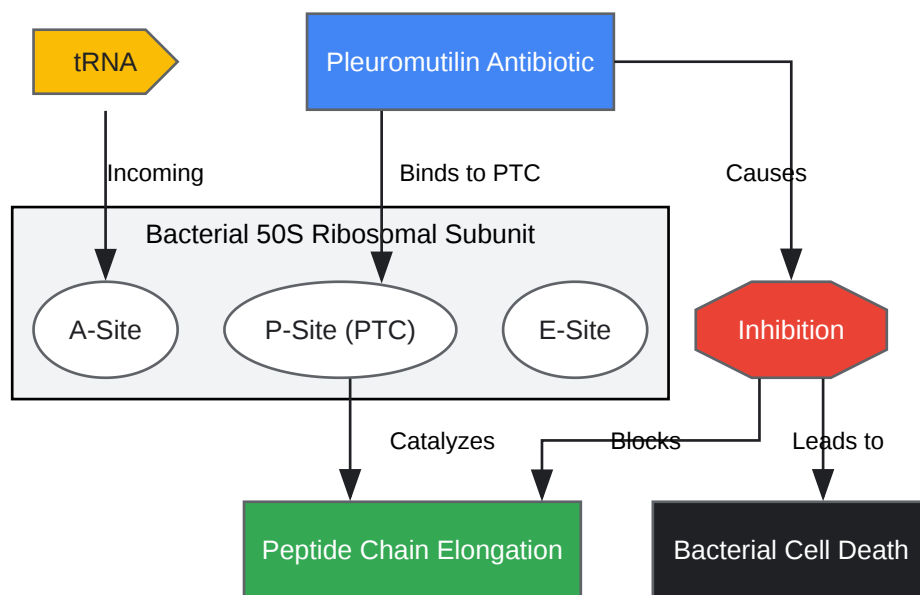 tRNA
Pleuromutilin Antibiotic
Incoming
Binds to PTC
Causes
Bacterial 50S Ribosomal Subunit
A-Site
P-Site (PTC)
E-Site
Inhibition
Catalyzes
Blocks
Leads to
Peptide Chain Elongation
Bacterial Cell Death